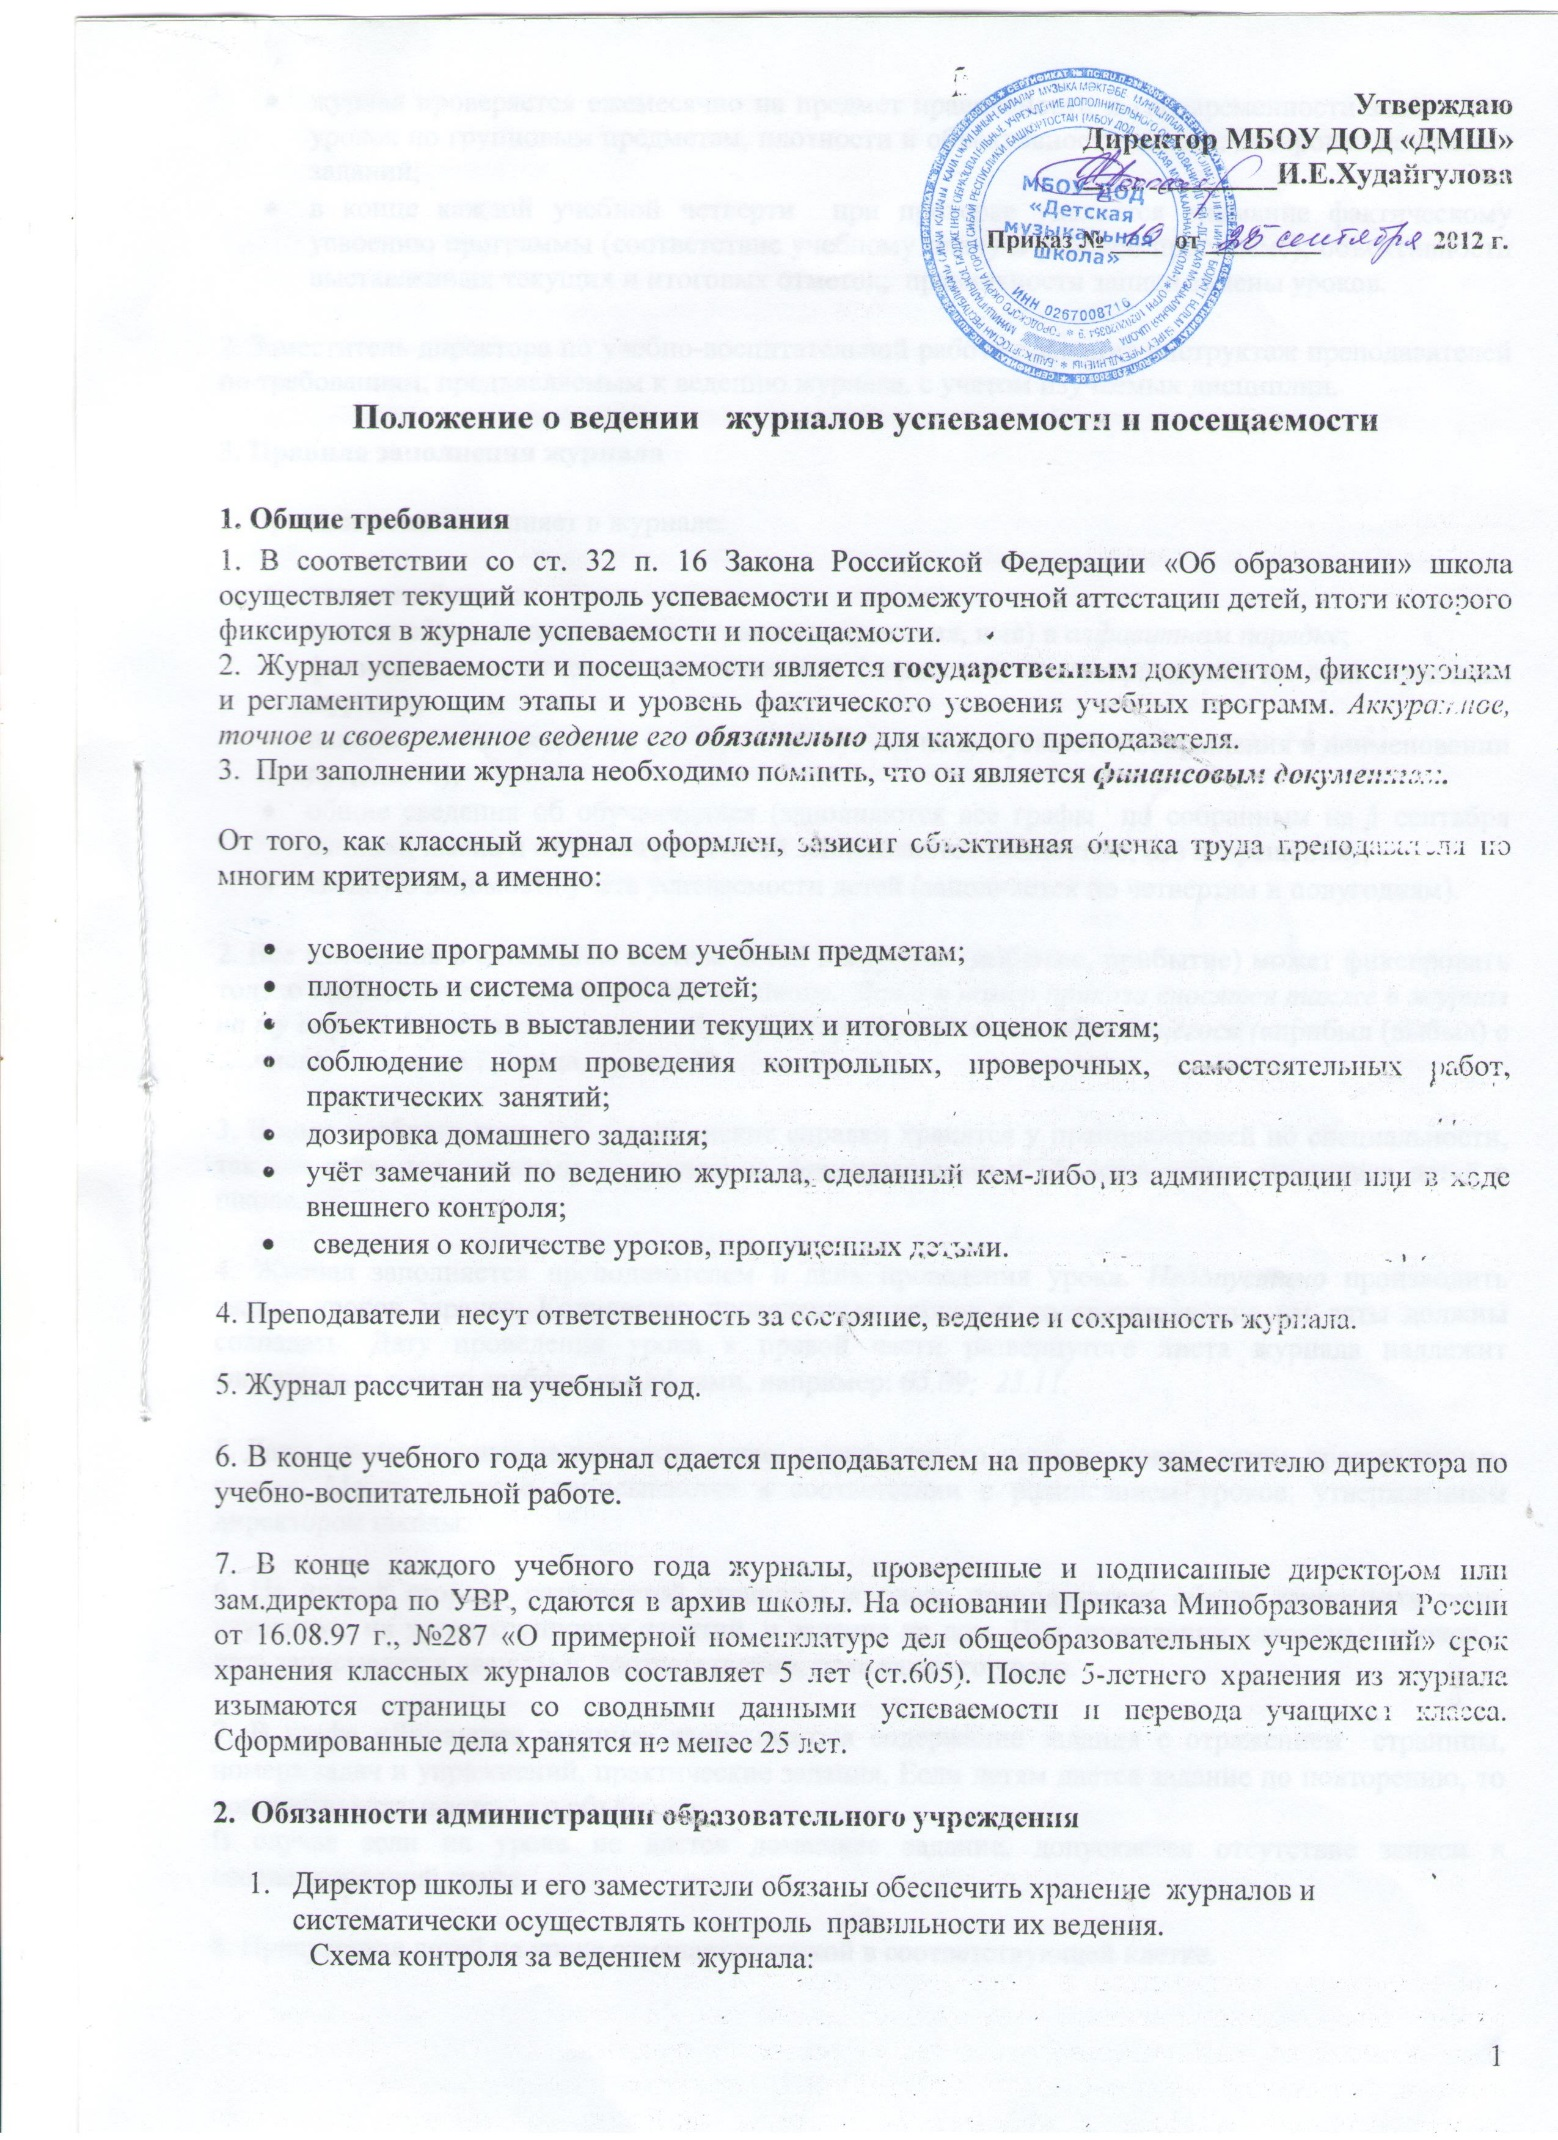 Утверждаю
Директор МБОУ ДОД «ДМШ»
И.Е.Худайгулова
Приказ № от 25 сентября 2012 г.
МБОУ ДОД
«Детская
музыкальная
школа»
ИНН 0267008716
Положение о ведении журналов успеваемости и посещаемости
1. Общие требования
1. В соответствии со ст. 32 п. 16 Закона Российской Федерации «Об образовании» школа
осуществляет текущий контроль успеваемости и промежуточной аттестации детей, итоги которого
фиксируются в журнале успеваемости и посещаемости.
2. Журнал успеваемости и посещаемости является государственным документом, фиксирующим
и регламентирующим этапы и уровень фактического усвоения учебных программ. Аккуратное,
точное и своевременное ведение его обязательно для каждого преподавателя.
3. При заполнении журнала необходимо помнить, что он является финансовым документом.
От того, как классный журнал оформлен, зависит объективная оценка труда преподавателя по
многим критериям, а именно:
• усвоение программы по всем учебным предметам;
• плотность и система опроса детей;
• объективность в выставлении текущих и итоговых оценок детям;
• соблюдение норм проведения контрольных, проверочных, самостоятельных работ,
практических занятий;
• дозировка домашнего задания;
• учёт замечаний по ведению журнала, сделанный кем-либо из администрации или в ходе
внешнего контроля;
• сведения о количестве уроков, пропущенных детьми.
4. Преподаватели несут ответственность за состояние, ведение и сохранность журнала.
5. Журнал рассчитан на учебный год.
6. В конце учебного года журнал сдается преподавателем на проверку заместителю директора по
учебно-воспитательной работе.
7. В конце каждого учебного года журналы, проверенные и подписанные директором или
зам.директора по УВР, сдаются в архив школы. На основании Приказа Минобразования России
от 16.08.97 г., №287 «О примерной номенклатуре дел общеобразовательных учреждений» срок
хранения классных журналов составляет 5 лет (ст.605). После 5-летнего хранения из журнала
изымаются страницы со сводными данными успеваемости и перевода учащихся класса.
Сформированные дела хранятся не менее 25 лет.
2. Обязанности администрации образовательного учреждения
1. Директор школы и его заместители обязаны обеспечить хранение журналов и
систематически осуществлять контроль правильности их ведения.
Схема контроля за ведением журнала:
1